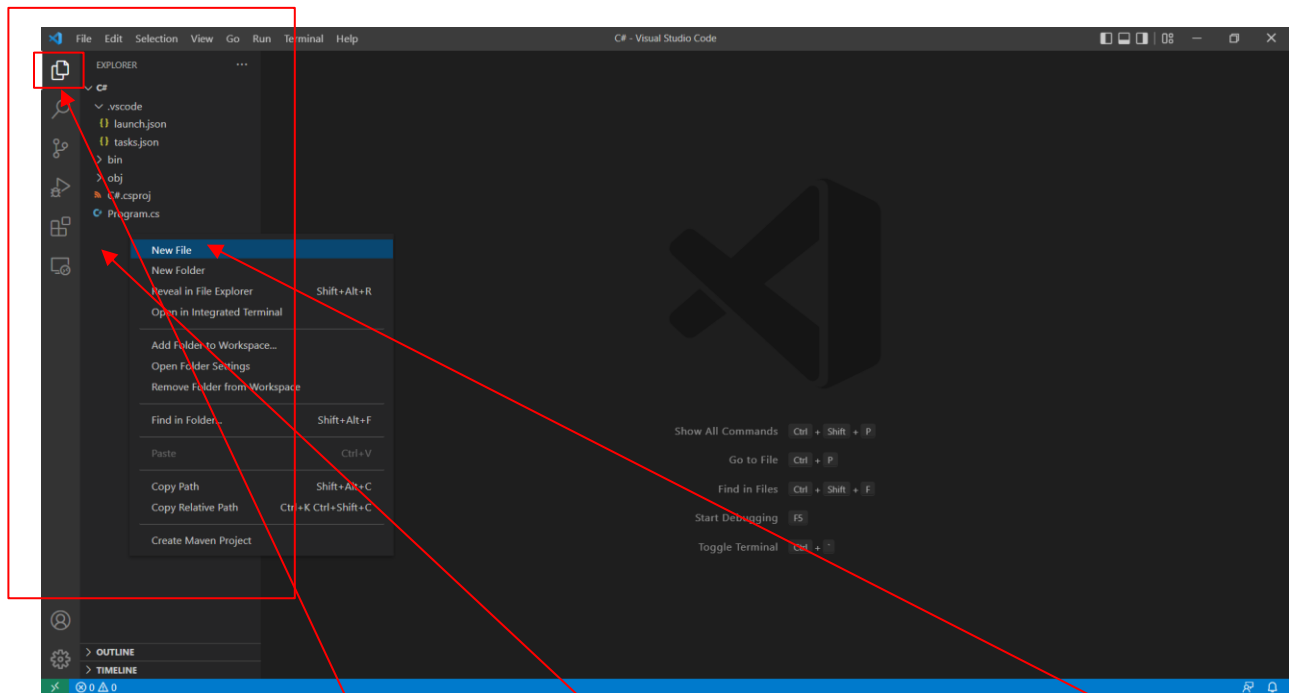 File Edit Selection View Go Run Terminal Help
C# - Visual Studio Code
EXPLORER
C#
.vscode
{} launch.json
{} tasks.json
bin
obj
C#.csproj
Program.cs
New File
New Folder
Reveal in File Explorer Shift+Alt+R
Open in Integrated Terminal
Add Folder to Workspace...
Open Folder Settings
Remove Folder from Workspace
Find in Folder... Shift+Alt+F
Paste Ctrl+V
Copy Path Shift+Alt+C
Copy Relative Path Ctrl+K Ctrl+Shift+C
Create Maven Project
Show All Commands Ctrl + Shift + P
Go to File Ctrl + P
Find in Files Ctrl + Shift + F
Start Debugging F5
Toggle Terminal Ctrl + `
OUTLINE
TIMELINE
0 0